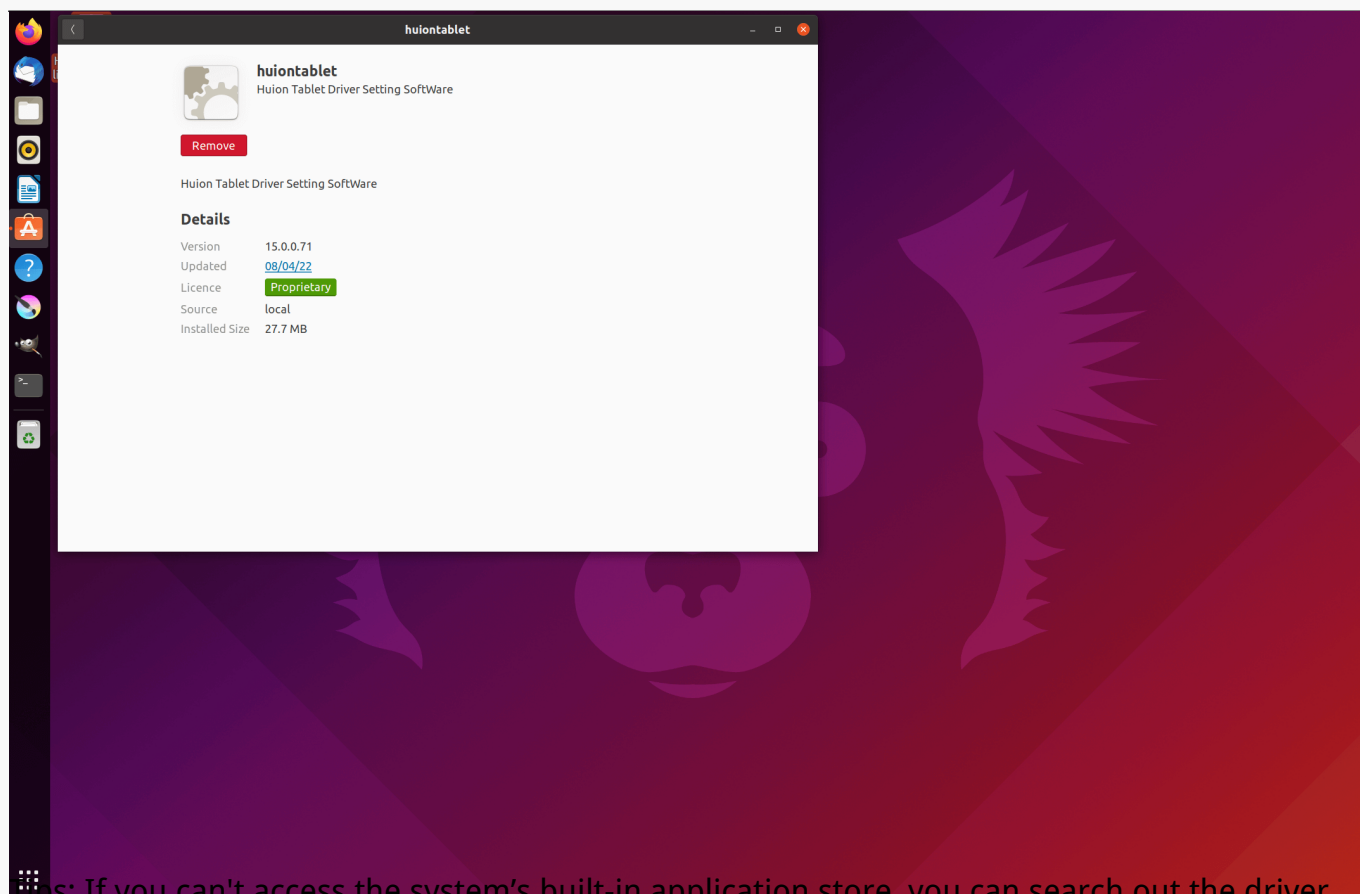 huiontablet
huiontablet
Huion Tablet Driver Setting SoftWare
Remove
Huion Tablet Driver Setting SoftWare
Details
Version 15.0.0.71
Updated 08/04/22
Licence Proprietary
Source local
Installed Size 27.7 MB
If you can't access the system’s built-in application store, you can search out the driver